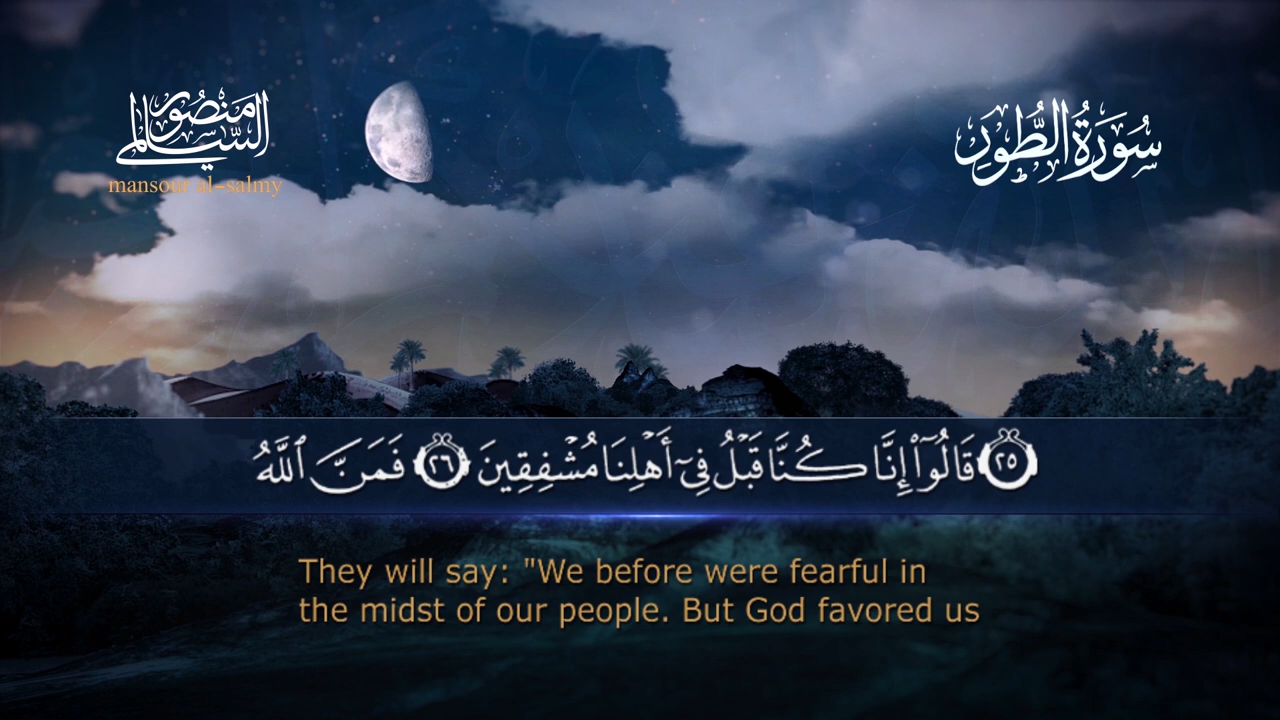 منصور السالمي
mansour al-salmy
سُورَةُ الطُّورِ
٢٥ قَالُوٓا۟ إِنَّا كُنَّا قَبْلُ فِىٓ أَهْلِنَا مُشْفِقِينَ ٢٦ فَمَنَّ ٱللَّهُ
They will say: "We before were fearful in
the midst of our people. But God favored us